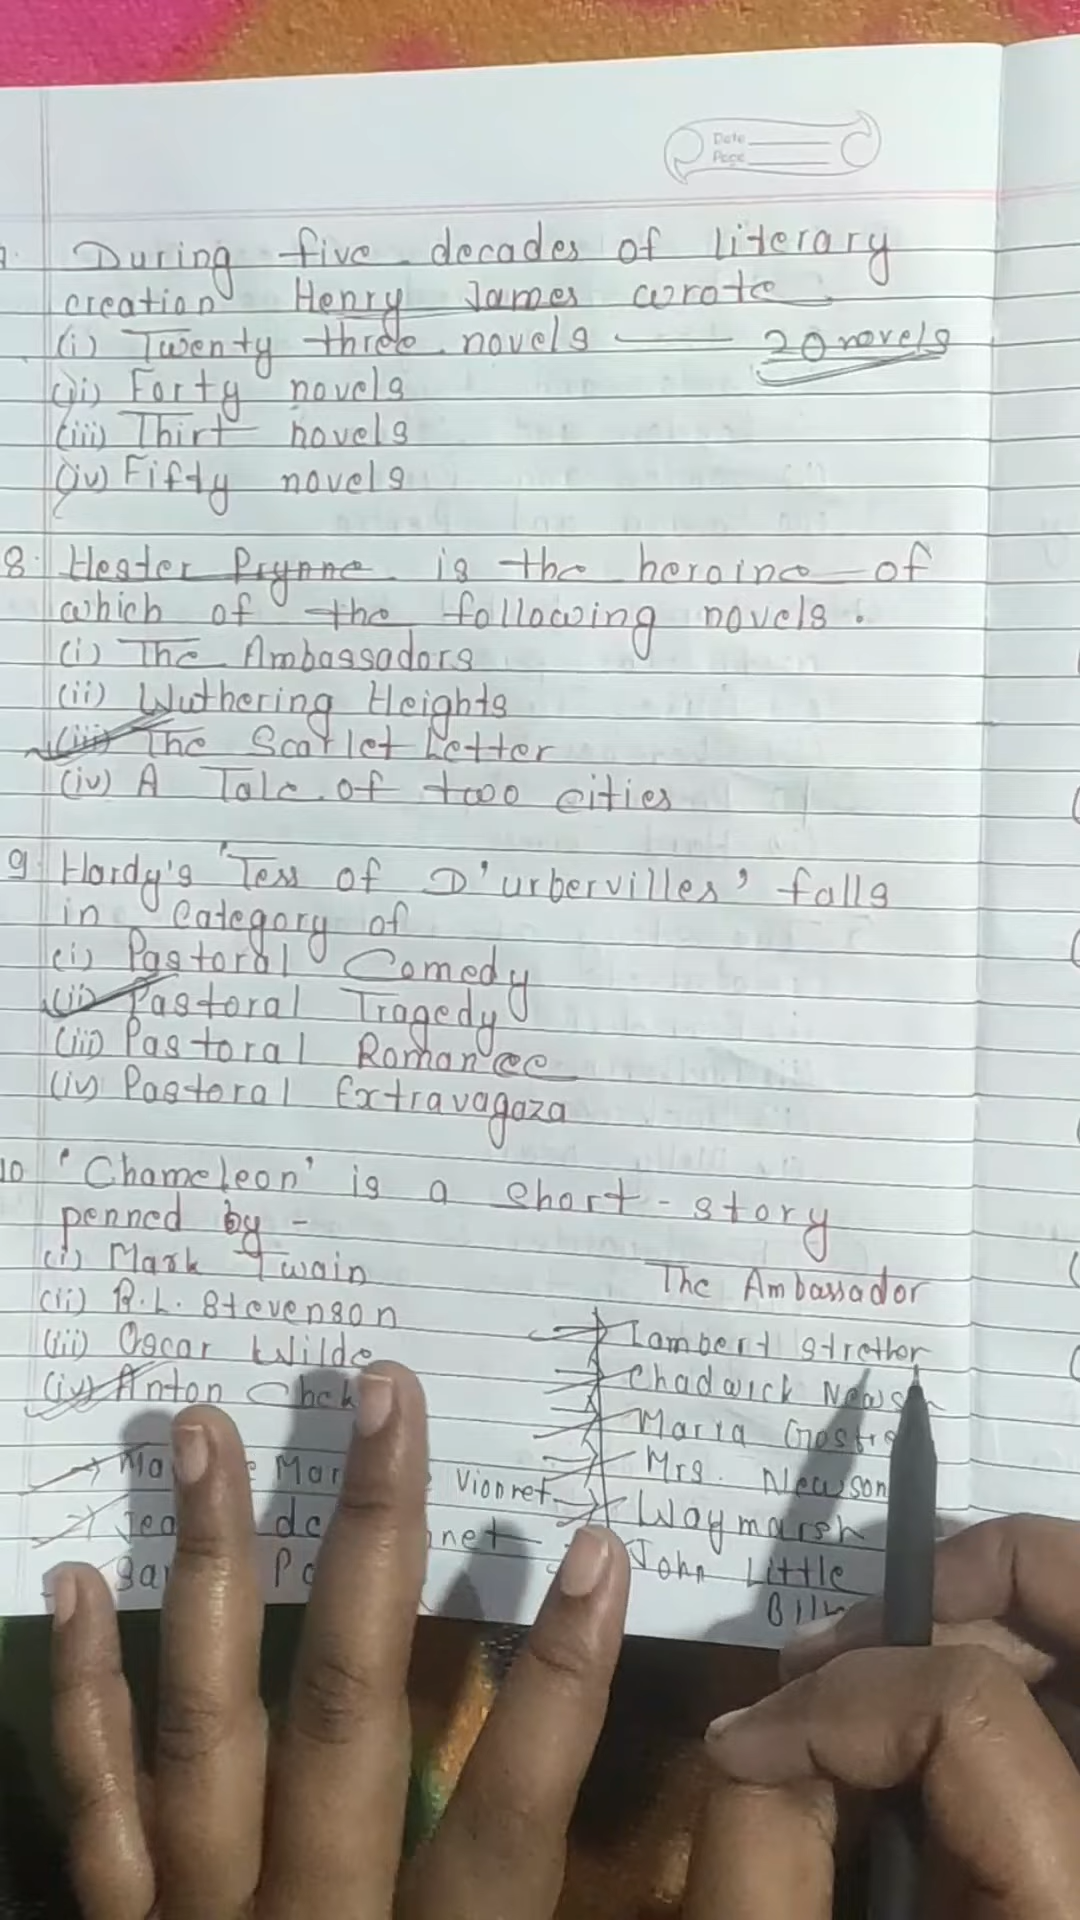 Date
Page
During five decades of literary
creation Henry James wrote
(i) Twenty three novels — 20 novels
(ii) Forty novels
(iii) Thirt novels
(iv) Fifty novels
8. Hester Prynne is the heroine of
which of the following novels.
(i) The Ambassadors
(ii) Wuthering Heights
(iii) The Scarlet Letter
(iv) A Tale of two cities
9 Hardy's 'Tess of D'urbervilles' falls
in category of
(i) Pastoral Comedy
(ii) Pastoral Tragedy
(iii) Pastoral Romance
(iv) Pastoral Extravagaza
10 'Chameleon' is a short-story
penned by -
(i) Mark Twain
(ii) R.L. Stevenson
(iii) Oscar Wilde
(iv) Anton
The Ambassador
Lambert Strether
Chadwick
Maria
Mrs. Newson
Waymarsh
John Little
Vionret